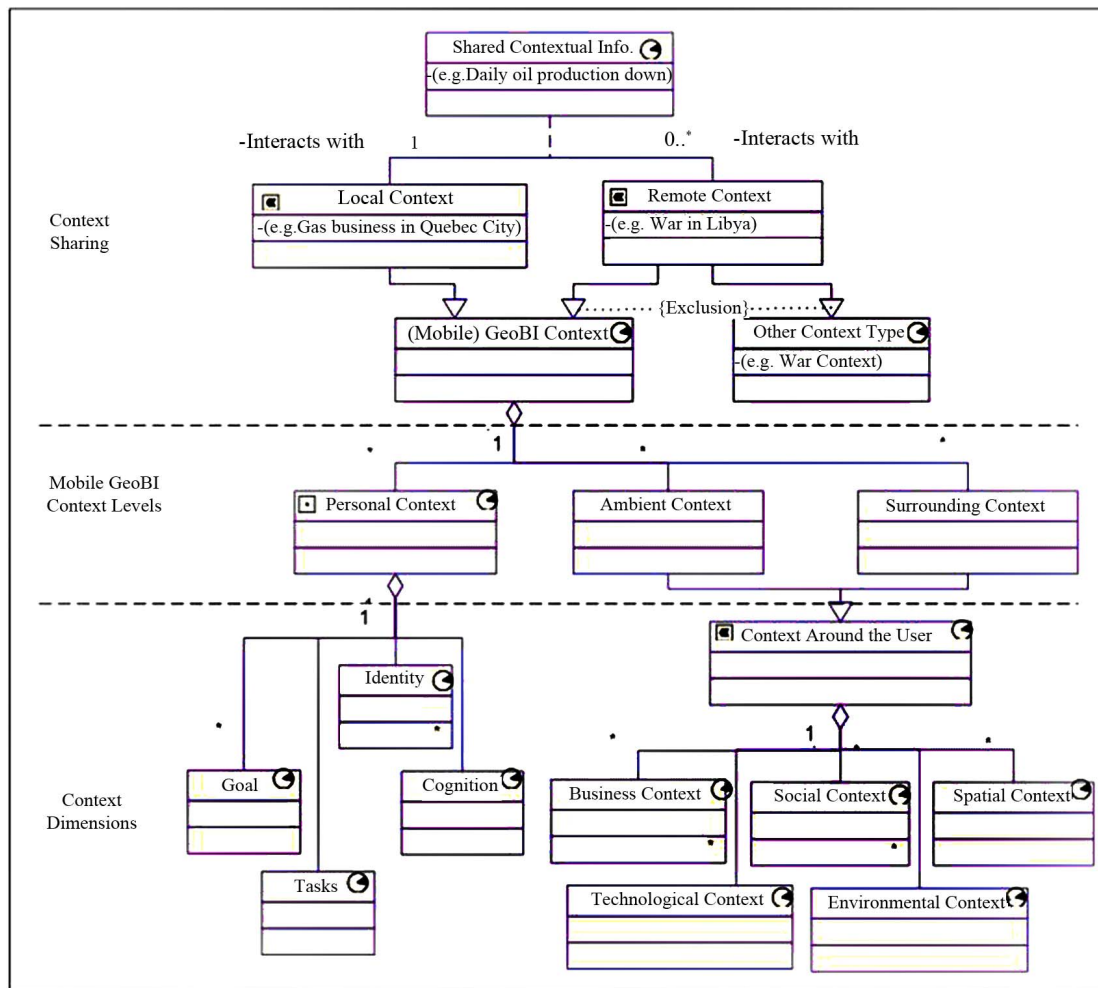 Shared Contextual Info.
-(e.g.Daily oil production down)
-Interacts with
1
0..*
-Interacts with
Local Context
-(e.g.Gas business in Quebec City)
Remote Context
-(e.g. War in Libya)
Context
Sharing
{Exclusion}
(Mobile) GeoBI Context
Other Context Type
-(e.g. War Context)
1
*
*
*
Mobile GeoBI
Context Levels
Personal Context
Ambient Context
Surrounding Context
1
Context Around the User
Identity
*
*
Goal
Cognition
Tasks
Context
Dimensions
1
*
*
*
Business Context
*
Social Context
*
Spatial Context
Technological Context
Environmental Context